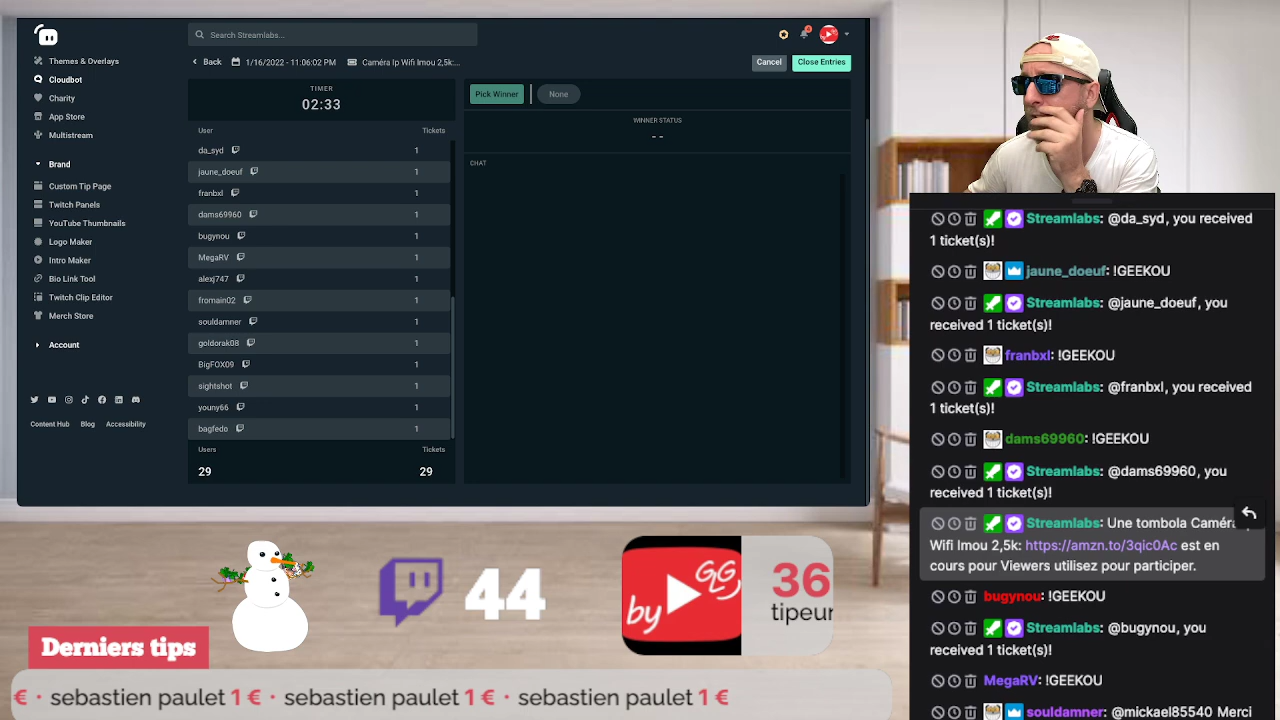 Search Streamlabs...
4
Themes & Overlays
Cloudbot
Charity
App Store
Multistream
Brand
Custom Tip Page
Twitch Panels
YouTube Thumbnails
Logo Maker
Intro Maker
Bio Link Tool
Twitch Clip Editor
Merch Store
Account
Content Hub Blog Accessibility
Back 1/16/2022 - 11:06:02 PM Caméra Ip Wifi Imou 2,5k:...
Cancel Close Entries
TIMER
02:33
User Tickets
da_syd 1
jaune_doeuf 1
franbxl 1
dams69960 1
bugynou 1
MegaRV 1
alexj747 1
fromain02 1
souldamner 1
goldorak08 1
BigFOX09 1
sightshot 1
youny66 1
bagfedo 1
Users Tickets
29 29
Pick Winner None
WINNER STATUS
--
CHAT
Streamlabs: @da_syd, you received
1 ticket(s)!
jaune_doeuf: !GEEKOU
Streamlabs: @jaune_doeuf, you
received 1 ticket(s)!
franbxl: !GEEKOU
Streamlabs: @franbxl, you received
1 ticket(s)!
dams69960: !GEEKOU
Streamlabs: @dams69960, you
received 1 ticket(s)!
Streamlabs: Une tombola Caméra
Wifi Imou 2,5k: https://amzn.to/3qic0Ac est en
cours pour Viewers utilisez pour participer.
bugynou: !GEEKOU
Streamlabs: @bugynou, you
received 1 ticket(s)!
MegaRV: !GEEKOU
souldamner: @mickael85540 Merci
44
by GLG
36
tipeur
Derniers tips
€ · sebastien paulet 1 € · sebastien paulet 1 € · sebastien paulet 1 €